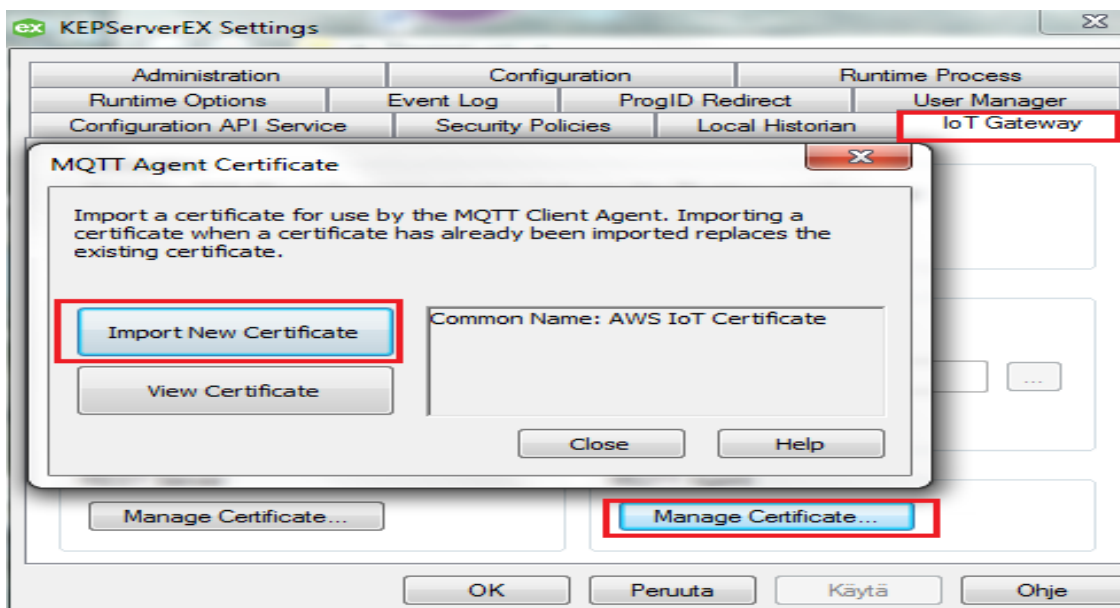 ex KEPServerEX Settings
Administration Configuration Runtime Process
Runtime Options Event Log ProgID Redirect User Manager
Configuration API Service Security Policies Local Historian IoT Gateway
MQTT Agent Certificate
Import a certificate for use by the MQTT Client Agent. Importing a
certificate when a certificate has already been imported replaces the
existing certificate.
Import New Certificate
Common Name: AWS IoT Certificate
View Certificate
...
Close Help
Manage Certificate... Manage Certificate...
OK Peruuta Käytä Ohje